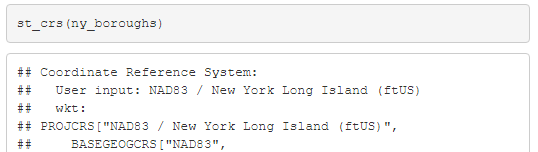 st_crs(ny_boroughs)
## Coordinate Reference System:
##   User input: NAD83 / New York Long Island (ftUS)
##   wkt:
## PROJCRS["NAD83 / New York Long Island (ftUS)",
##     BASEGEOGCRS["NAD83",